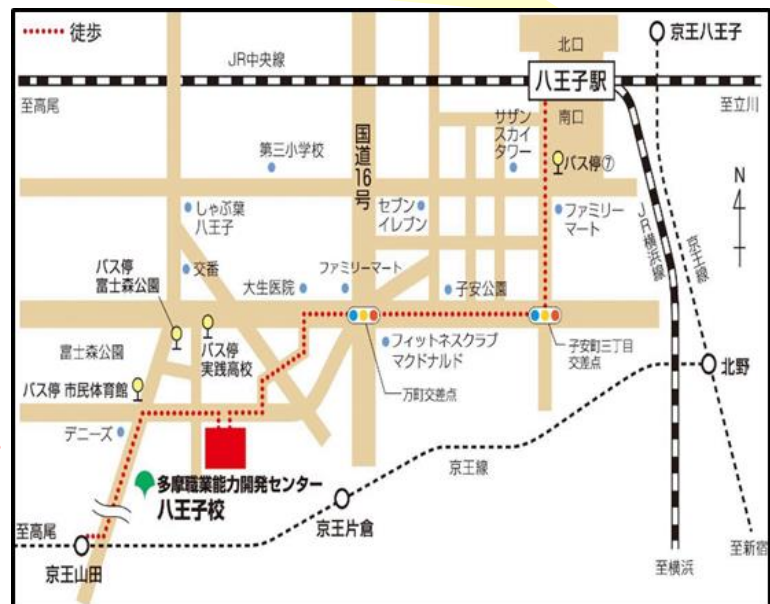 徒歩
北口
京王八王子
JR中央線
八王子駅
至高尾
至立川
サザン
スカイ
タワー
南口
国道16号
第三小学校
バス停⑦
N
しゃぶ葉
八王子
セブン
イレブン
ファミリー
マート
JR横浜線
京王線
バス停
富士森公園
交番
大生医院
ファミリーマート
子安公園
富士森公園
バス停
実践高校
フィットネスクラブ
マクドナルド
子安町三丁目
交差点
バス停 市民体育館
万町交差点
北野
デニーズ
京王線
多摩職業能力開発センター
八王子校
京王片倉
至高尾
京王山田
至横浜
至新宿